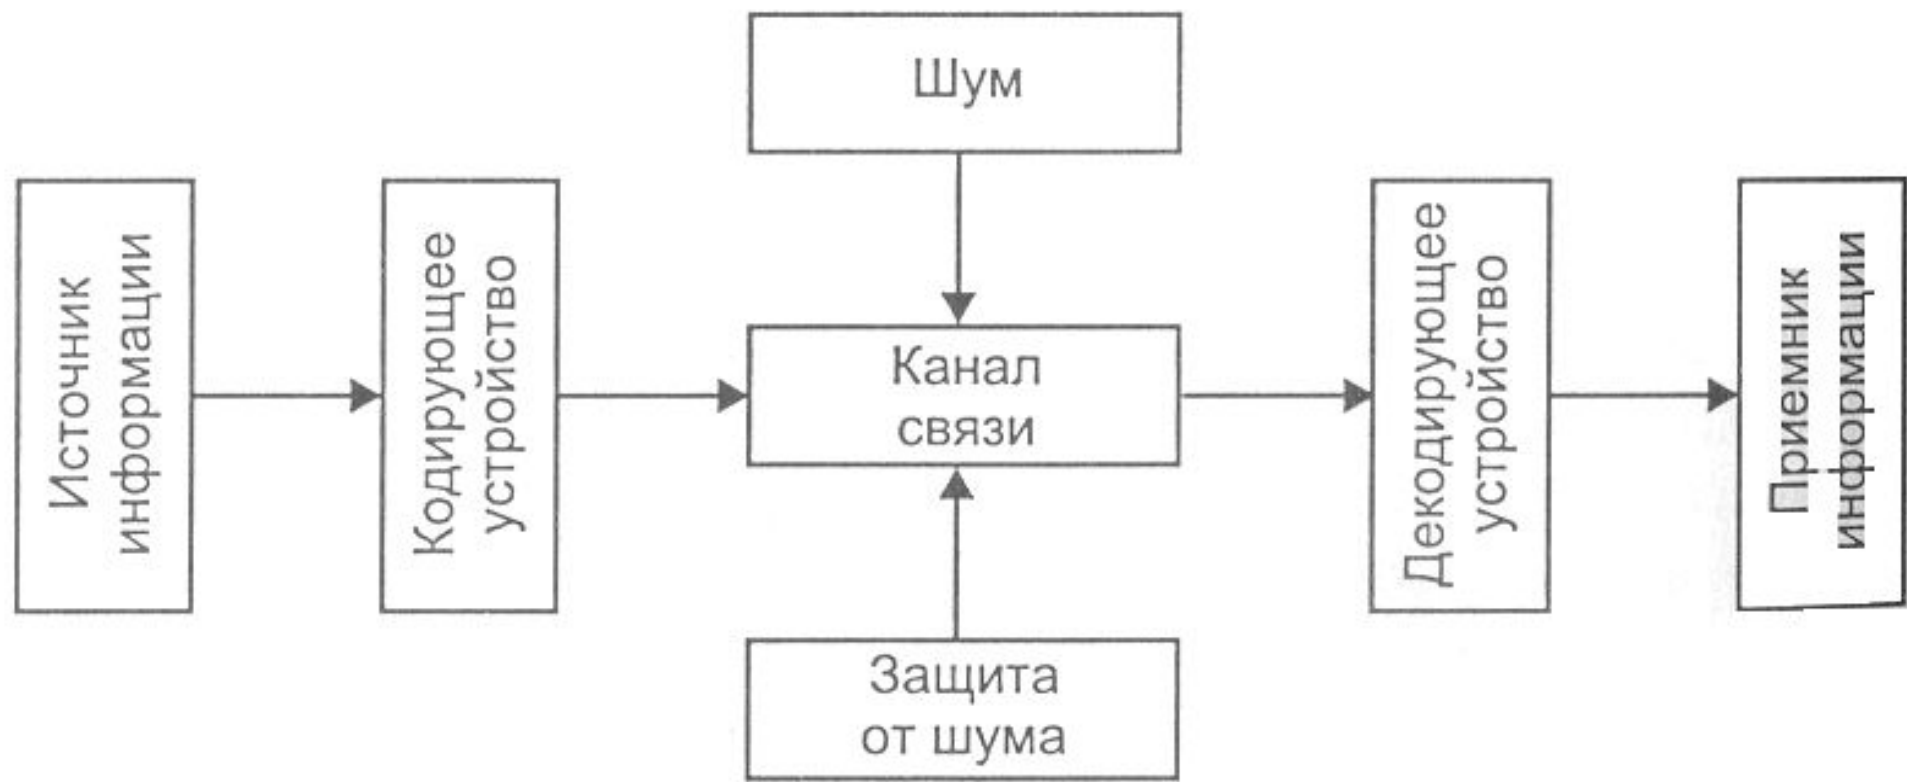 Шум
Источник
информации
Кодирующее
устройство
Канал
связи
Декодирующее
устройство
Приемник
информации
Защита
от шума